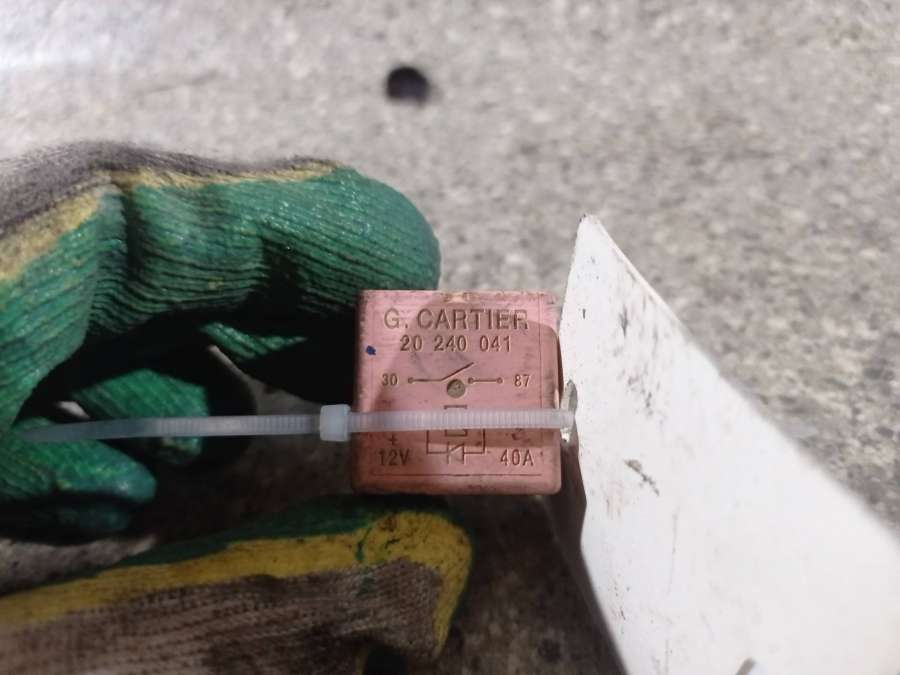 G. CARTIER
20 240 041
30 87
+ -
12V 40A